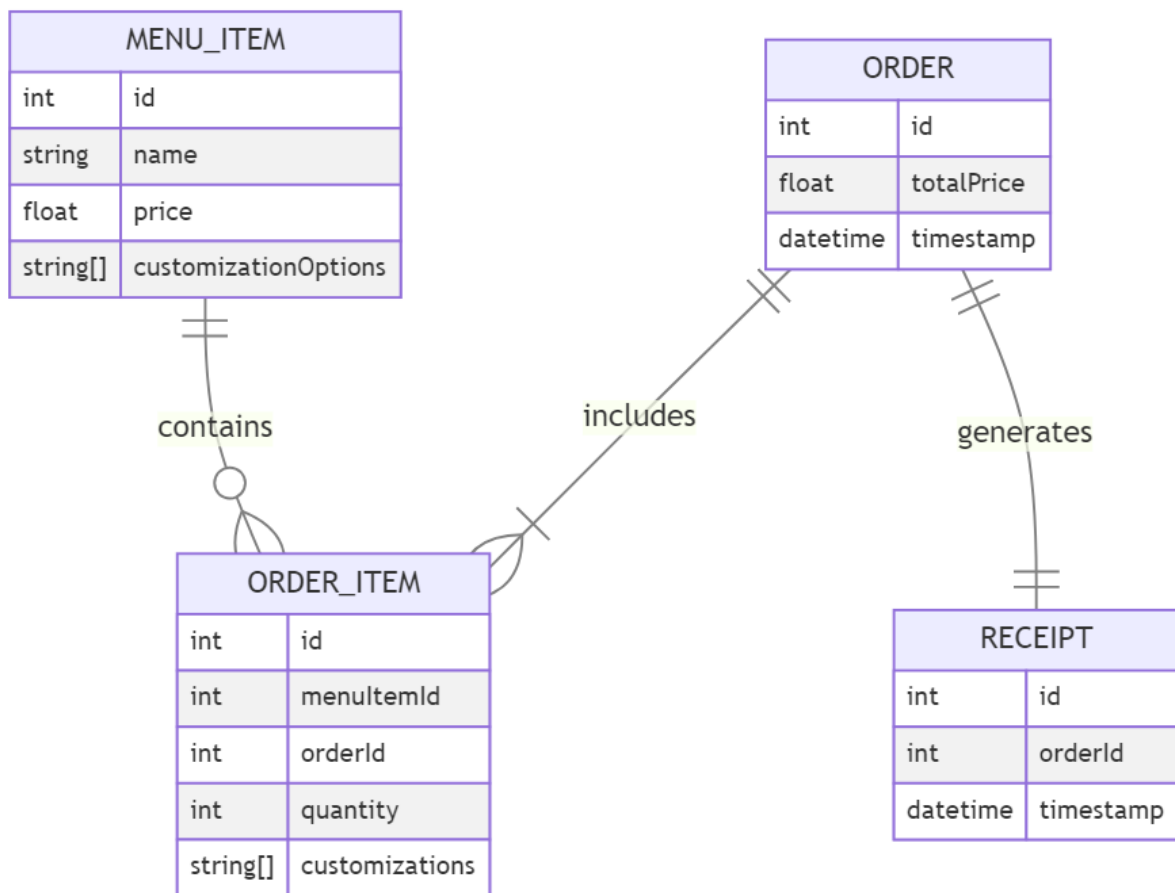 MENU_ITEM
int id
string name
float price
string[] customizationOptions
ORDER
int id
float totalPrice
datetime timestamp
contains
includes
generates
ORDER_ITEM
int id
int menuItemId
int orderId
int quantity
string[] customizations
RECEIPT
int id
int orderId
datetime timestamp